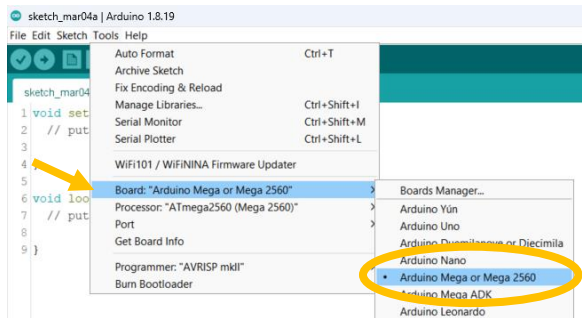 sketch_mar04a | Arduino 1.8.19
File Edit Sketch Tools Help
sketch_mar04
Auto Format Ctrl+T
Archive Sketch
Fix Encoding & Reload
Manage Libraries... Ctrl+Shift+I
Serial Monitor Ctrl+Shift+M
Serial Plotter Ctrl+Shift+L
WiFi101 / WiFiNINA Firmware Updater
Board: "Arduino Mega or Mega 2560"
Processor: "ATmega2560 (Mega 2560)"
Port
Get Board Info
Programmer: "AVRISP mkII"
Burn Bootloader
1 void set
2 // put
3
4
5
6 void loo
7 // put
8
9 }
Boards Manager...
Arduino Yún
Arduino Uno
Arduino Duemilanove or Diecimila
Arduino Nano
Arduino Mega or Mega 2560
Arduino Mega ADK
Arduino Leonardo